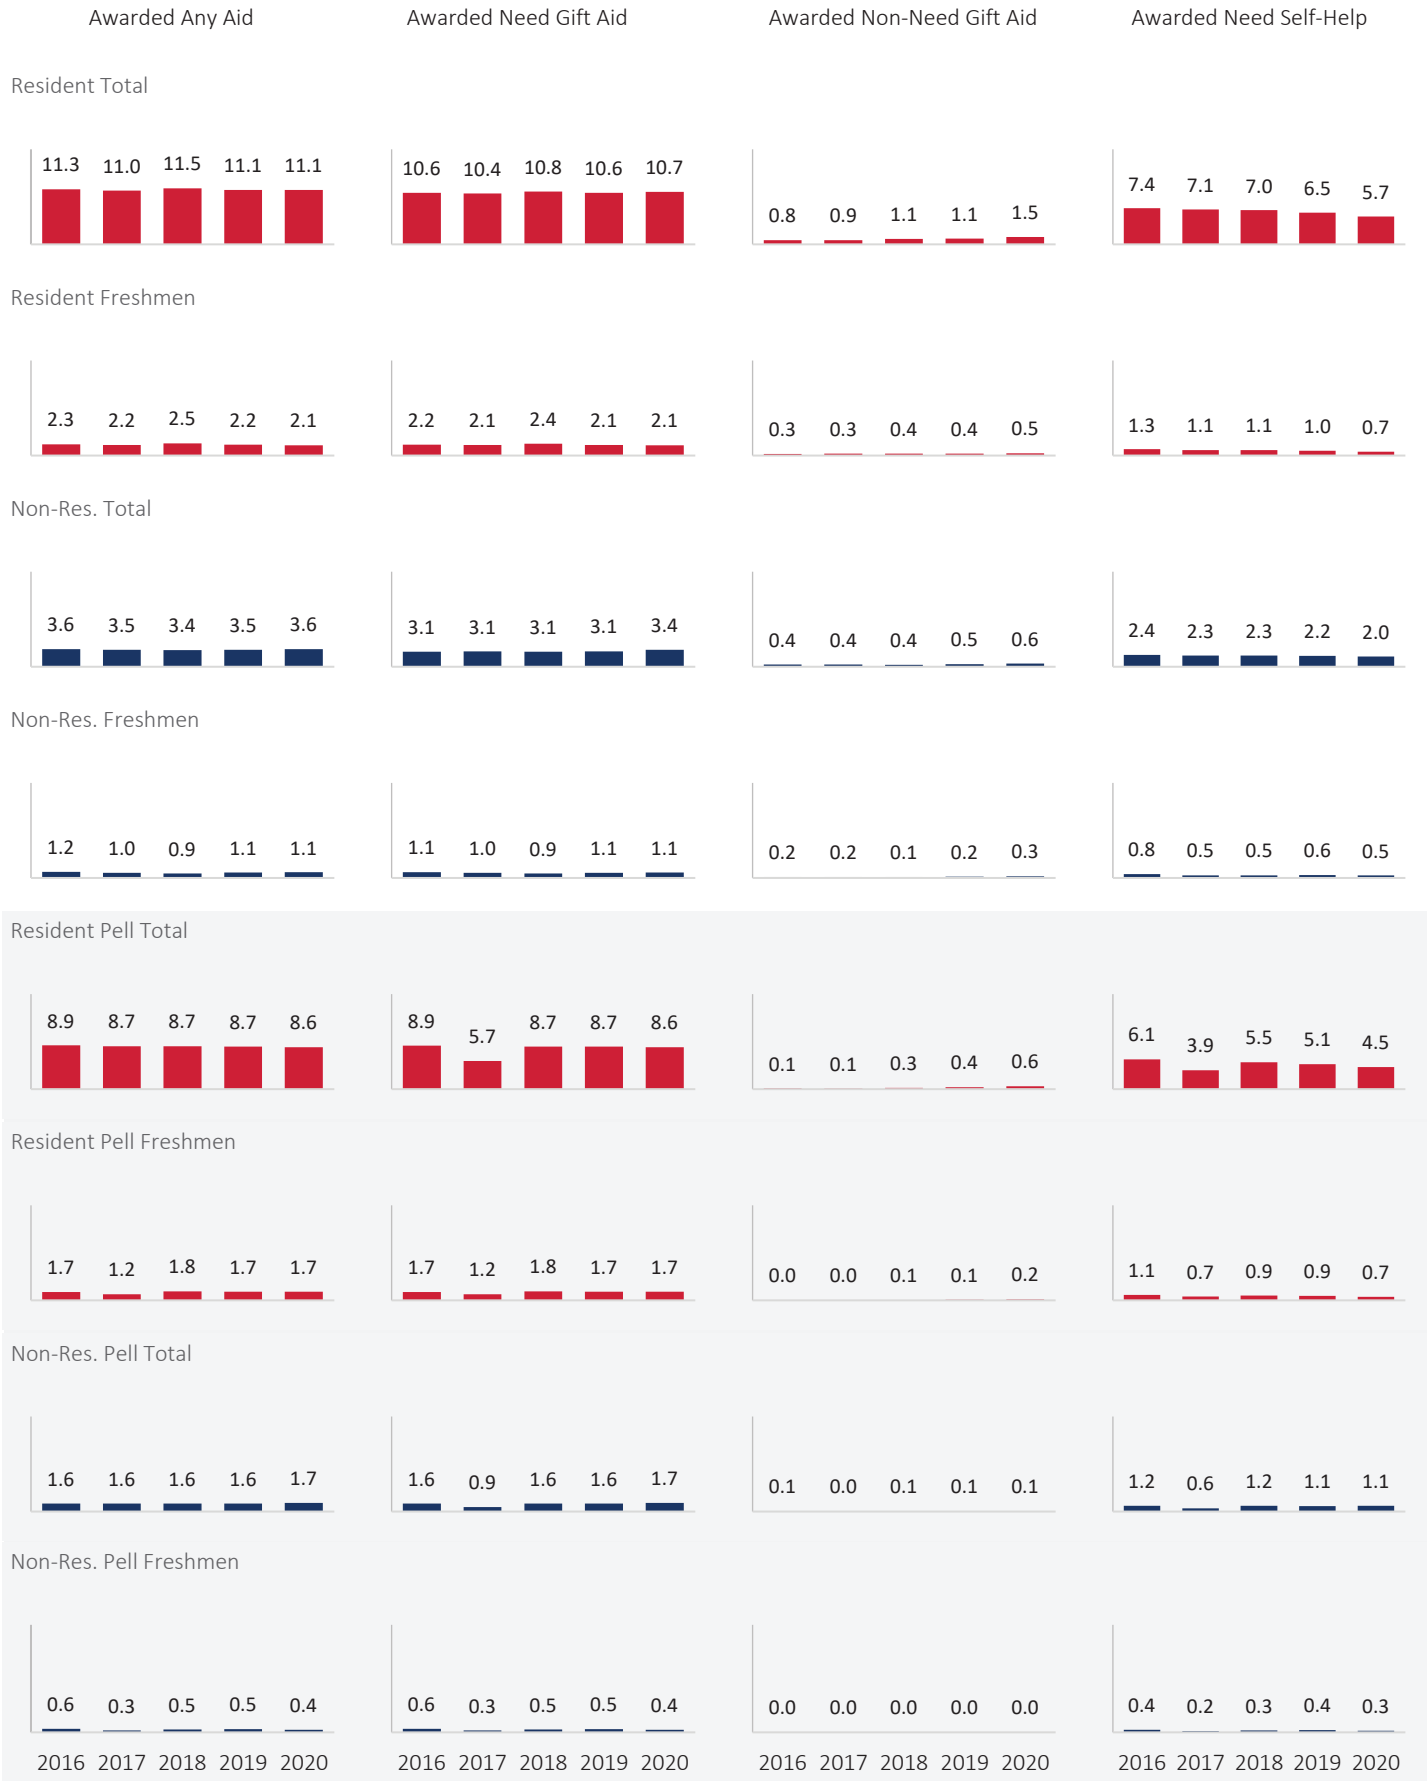 Awarded Any Aid Awarded Need Gift Aid Awarded Non-Need Gift Aid Awarded Need Self-Help
Resident Total
11.3 11.0 11.5 11.1 11.1 10.6 10.4 10.8 10.6 10.7 0.8 0.9 1.1 1.1 1.5 7.4 7.1 7.0 6.5 5.7
Resident Freshmen
2.3 2.2 2.5 2.2 2.1 2.2 2.1 2.4 2.1 2.1 0.3 0.3 0.4 0.4 0.5 1.3 1.1 1.1 1.0 0.7
Non-Res. Total
3.6 3.5 3.4 3.5 3.6 3.1 3.1 3.1 3.1 3.4 0.4 0.4 0.4 0.5 0.6 2.4 2.3 2.3 2.2 2.0
Non-Res. Freshmen
1.2 1.0 0.9 1.1 1.1 1.1 1.0 0.9 1.1 1.1 0.2 0.2 0.1 0.2 0.3 0.8 0.5 0.5 0.6 0.5
Resident Pell Total
8.9 8.7 8.7 8.7 8.6 8.9 5.7 8.7 8.7 8.6 0.1 0.1 0.3 0.4 0.6 6.1 3.9 5.5 5.1 4.5
Resident Pell Freshmen
1.7 1.2 1.8 1.7 1.7 1.7 1.2 1.8 1.7 1.7 0.0 0.0 0.1 0.1 0.2 1.1 0.7 0.9 0.9 0.7
Non-Res. Pell Total
1.6 1.6 1.6 1.6 1.7 1.6 0.9 1.6 1.6 1.7 0.1 0.0 0.1 0.1 0.1 1.2 0.6 1.2 1.1 1.1
Non-Res. Pell Freshmen
0.6 0.3 0.5 0.5 0.4 0.6 0.3 0.5 0.5 0.4 0.0 0.0 0.0 0.0 0.0 0.4 0.2 0.3 0.4 0.3
2016 2017 2018 2019 2020 2016 2017 2018 2019 2020 2016 2017 2018 2019 2020 2016 2017 2018 2019 2020